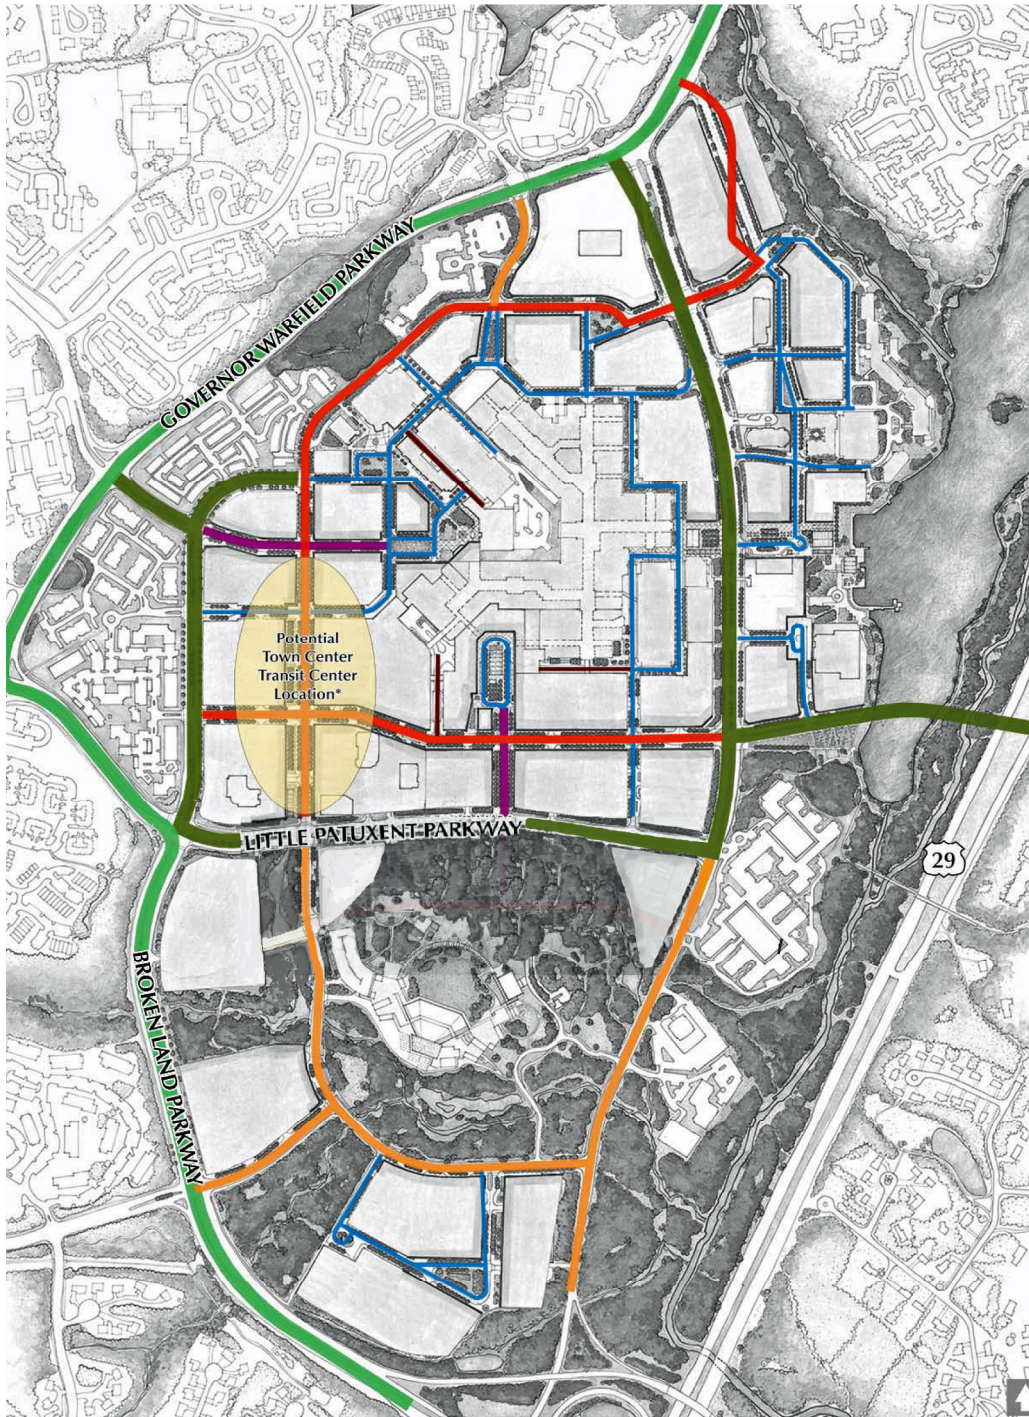 GOVERNOR WARFIELD PARKWAY
Potential
Town Center
Transit Center
Location*
LITTLE PATUXENT PARKWAY
29
BROKEN LAND PARKWAY